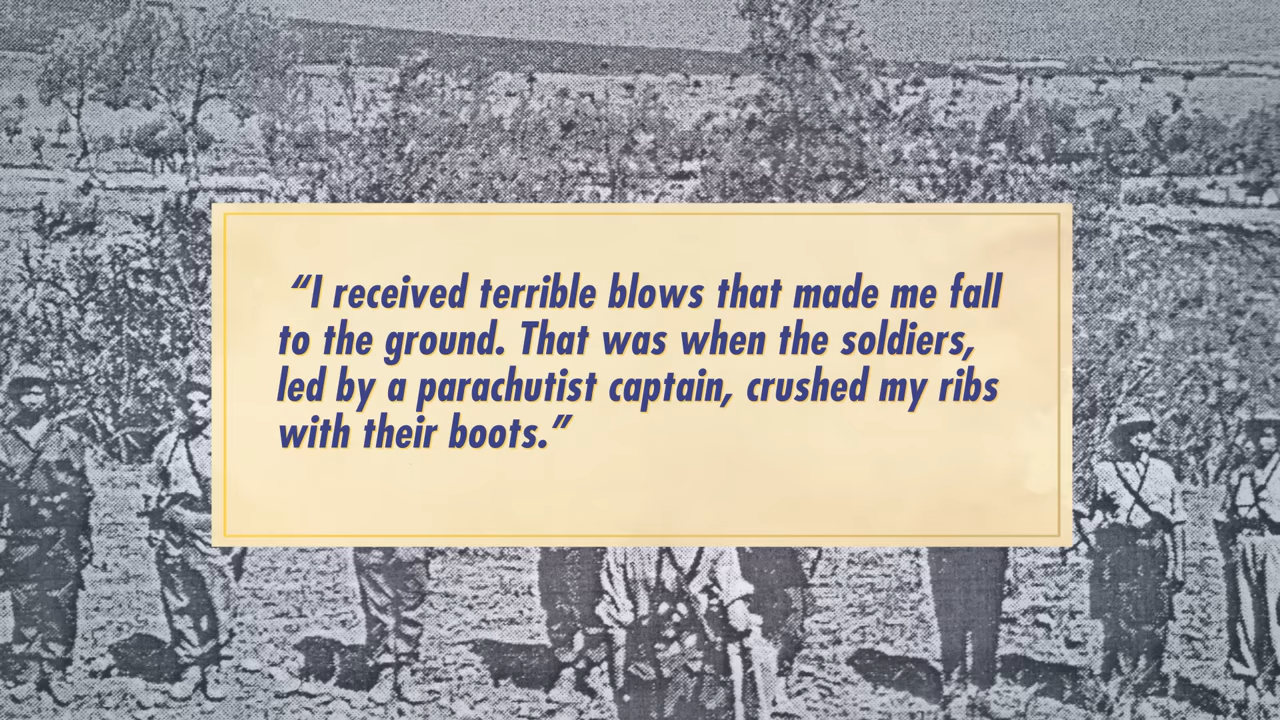 “I received terrible blows that made me fall
to the ground. That was when the soldiers,
led by a parachutist captain, crushed my ribs
with their boots.”